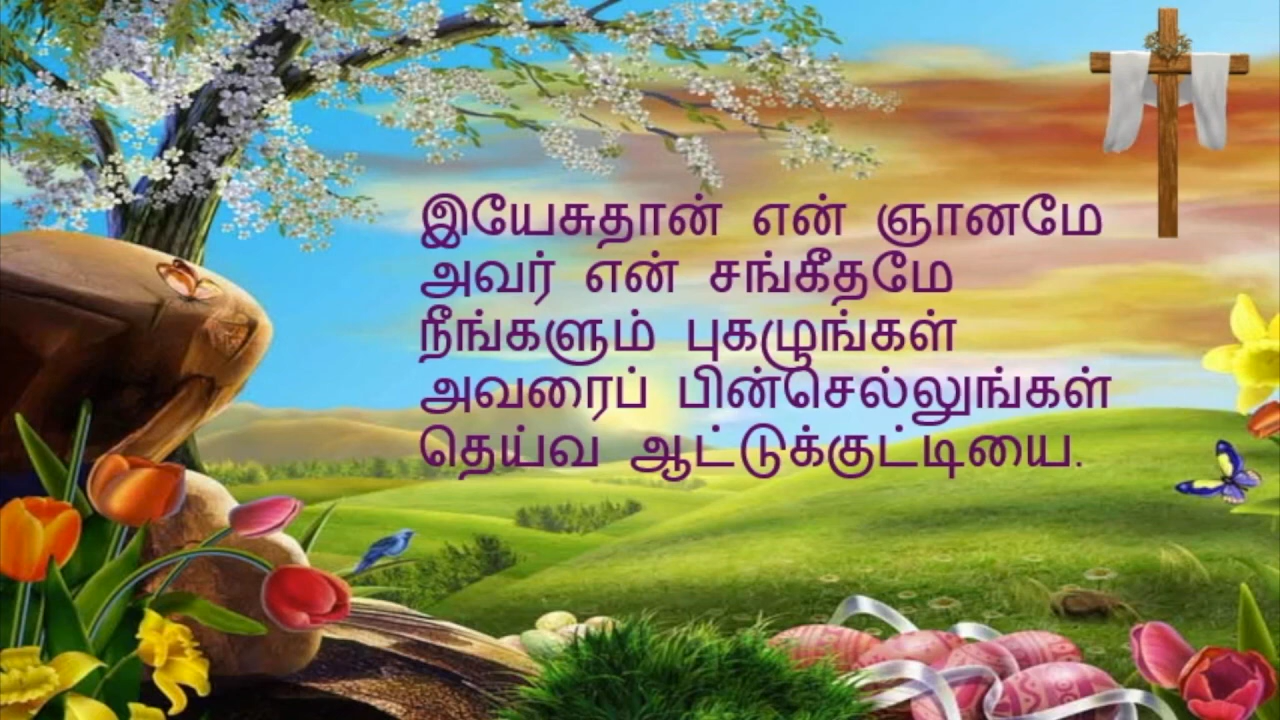 இயேசுதான் என் ஞானமே
அவர் என் சங்கீதமே
நீங்களும் புகழுங்கள்
அவரைப் பின்செல்லுங்கள்
தெய்வ ஆட்டுக்குட்டியை.